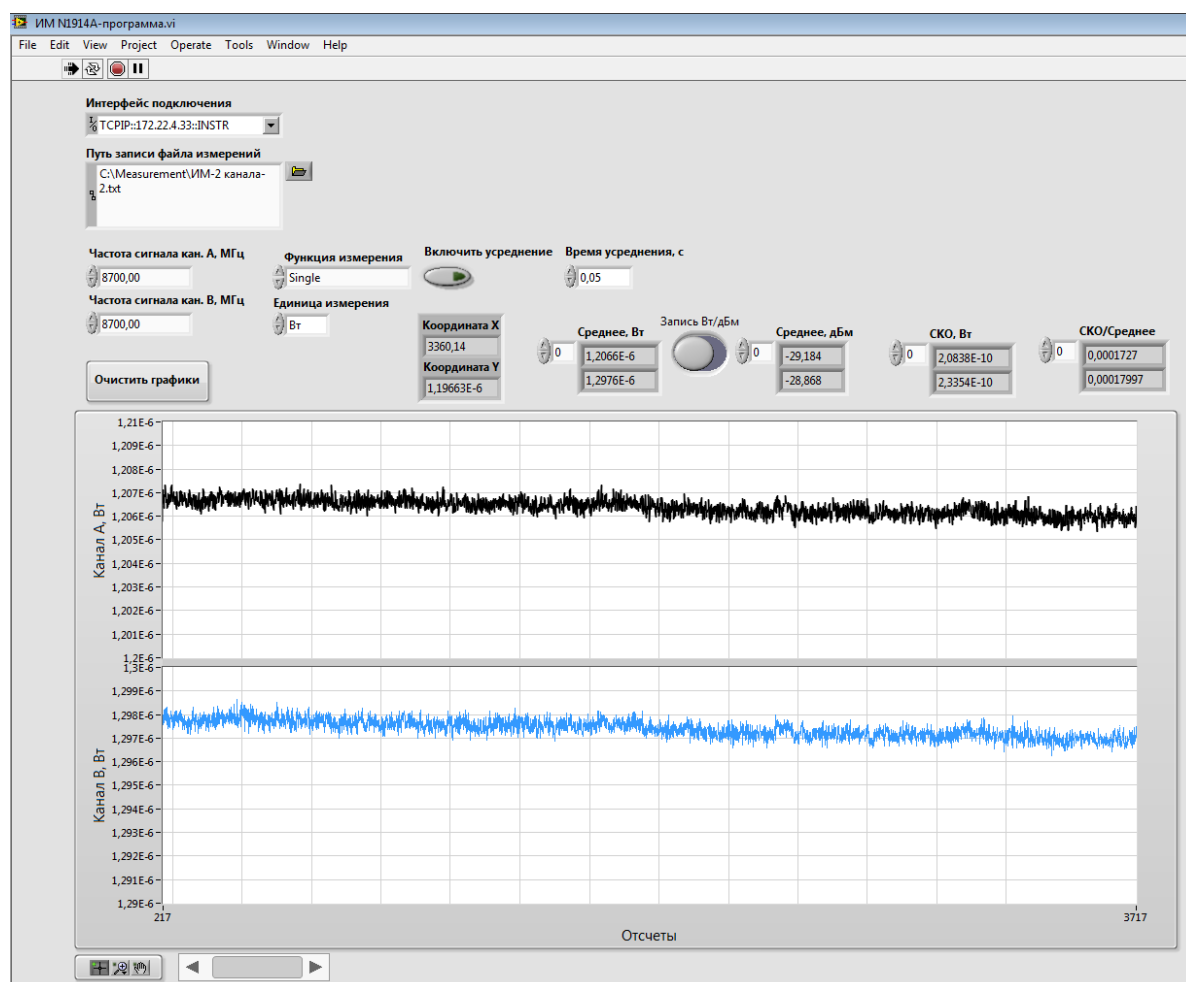 ИМ N1914A-программа.vi
File Edit View Project Operate Tools Window Help
Интерфейс подключения
TCPIP::172.22.4.33::INSTR
Путь записи файла измерений
C:\Measurement\ИМ-2 канала-
2.txt
Частота сигнала кан. А, МГц
8700,00
Частота сигнала кан. В, МГц
8700,00
Функция измерения
Single
Единица измерения
Вт
Включить усреднение
Время усреднения, с
0,05
Очистить графики
Координата X
3360,14
Координата Y
1,19663E-6
Среднее, Вт
0
1,2066E-6
1,2976E-6
Запись Вт/дБм
Среднее, дБм
0
-29,184
-28,868
СКО, Вт
0
2,0838E-10
2,3354E-10
СКО/Среднее
0
0,0001727
0,00017997
Канал А, Вт
1,21E-6
1,209E-6
1,208E-6
1,207E-6
1,206E-6
1,205E-6
1,204E-6
1,203E-6
1,202E-6
1,201E-6
1,2E-6
Канал В, Вт
1,3E-6
1,299E-6
1,298E-6
1,297E-6
1,296E-6
1,295E-6
1,294E-6
1,293E-6
1,292E-6
1,291E-6
1,29E-6
217
3717
Отсчеты